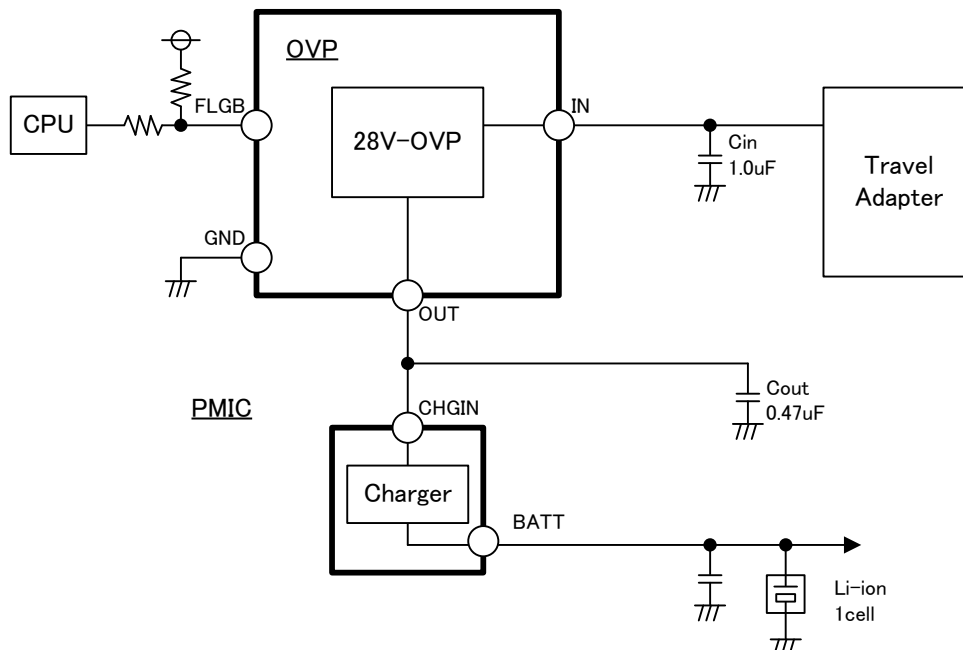 OVP
FLGB
IN
CPU
28V-OVP
Cin
1.0uF
Travel
Adapter
GND
OUT
Cout
0.47uF
PMIC
CHGIN
Charger
BATT
Li-ion
1cell